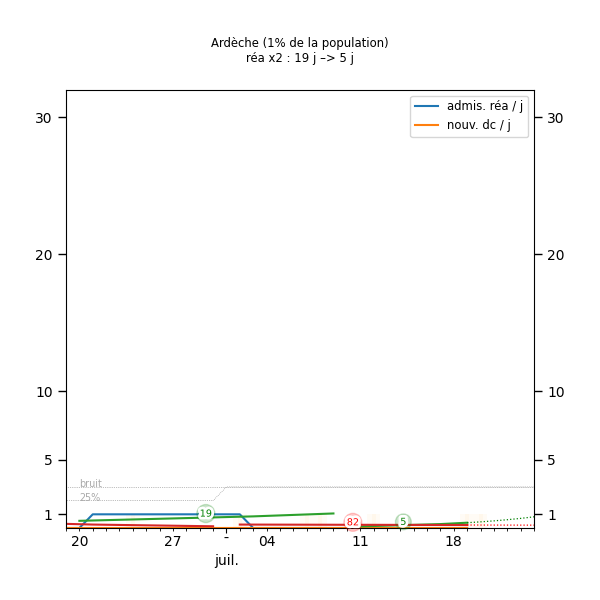 Ardèche (1% de la population)
réa x2 : 19 j –> 5 j
admis. réa / j
nouv. dc / j
30 30
20 20
10 10
5 5
bruit
25%
1 19 82 5 1
20 27 - 04 11 18
juil.